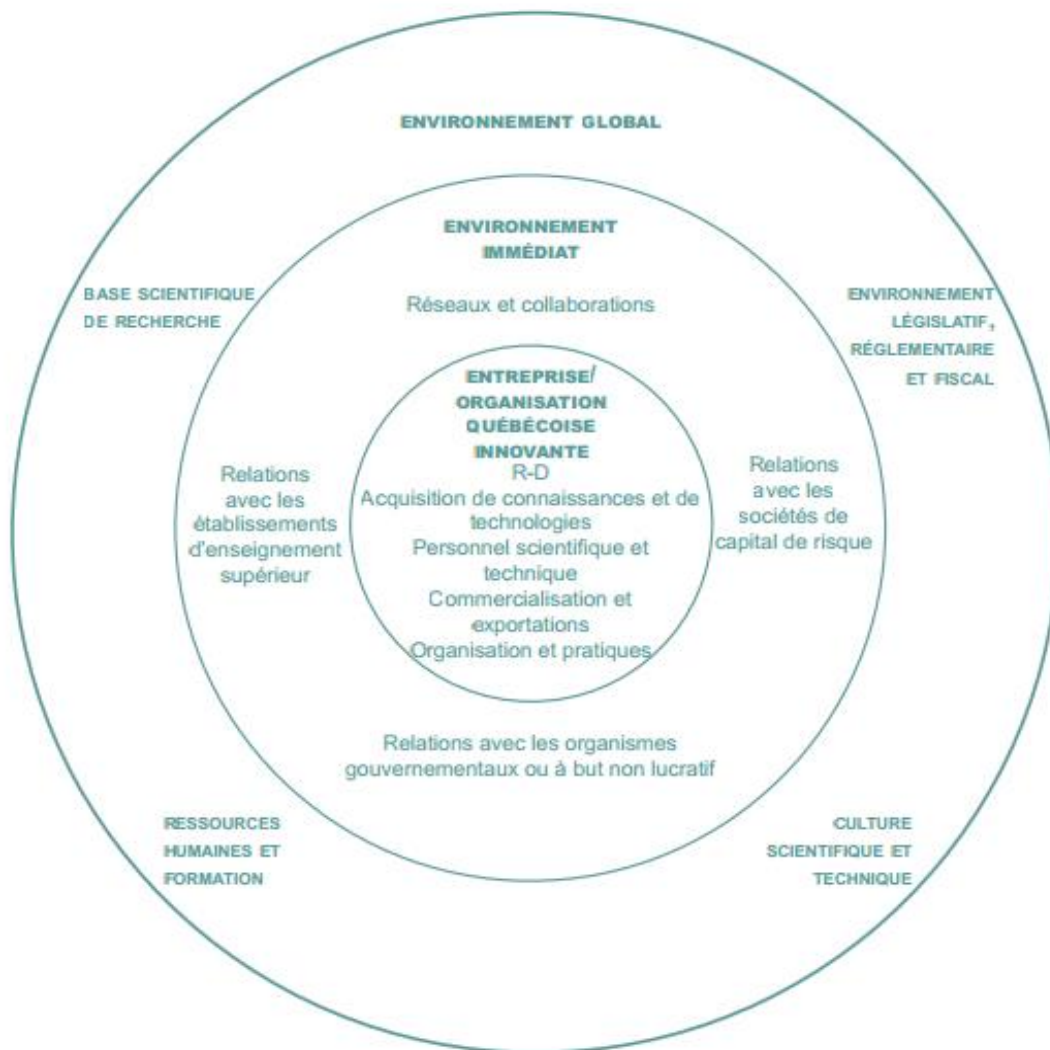 ENVIRONNEMENT GLOBAL
ENVIRONNEMENT
IMMÉDIAT
Réseaux et collaborations
BASE SCIENTIFIQUE
DE RECHERCHE
ENVIRONNEMENT
LÉGISLATIF,
RÉGLEMENTAIRE
ET FISCAL
ENTREPRISE/
ORGANISATION
QUÉBÉCOISE
INNOVANTE
R-D
Acquisition de connaissances et de
technologies
Personnel scientifique et
technique
Commercialisation et
exportations
Organisation et pratiques
Relations
avec les
établissements
d'enseignement
supérieur
Relations
avec les
sociétés de
capital de risque
Relations avec les organismes
gouvernementaux ou à but non lucratif
RESSOURCES
HUMAINES ET
FORMATION
CULTURE
SCIENTIFIQUE ET
TECHNIQUE